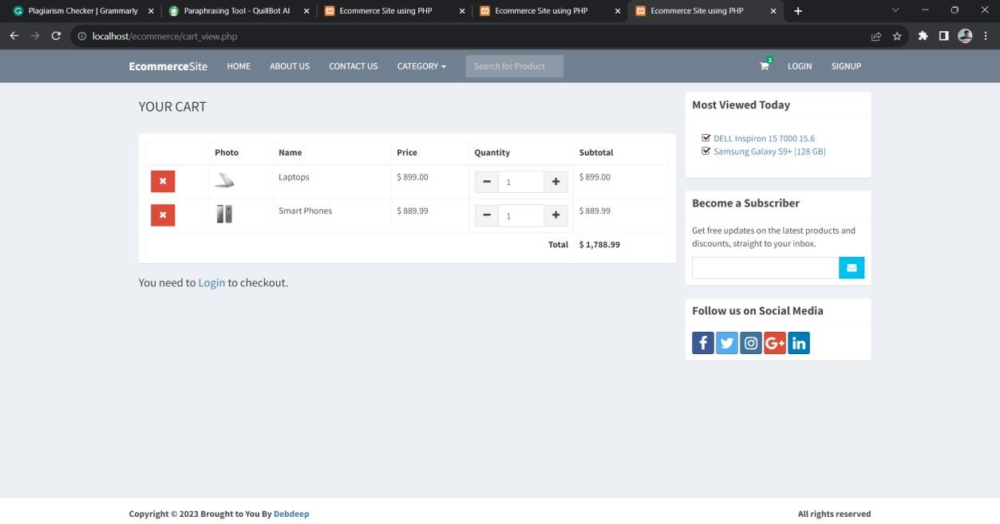 Plagiarism Checker | Grammarly
Paraphrasing Tool - QuillBot AI
Ecommerce Site using PHP
Ecommerce Site using PHP
Ecommerce Site using PHP
localhost/ecommerce/cart_view.php
EcommerceSite HOME ABOUT US CONTACT US CATEGORY Search for Product 2 LOGIN SIGNUP
YOUR CART
Photo Name Price Quantity Subtotal
Laptops $ 899.00 1 $ 899.00
Smart Phones $ 889.99 1 $ 889.99
Total $ 1,788.99
You need to Login to checkout.
Most Viewed Today
DELL Inspiron 15 7000 15.6
Samsung Galaxy S9+ [128 GB]
Become a Subscriber
Get free updates on the latest products and
discounts, straight to your inbox.
Follow us on Social Media
G+ in
Copyright © 2023 Brought to You By Debdeep
All rights reserved